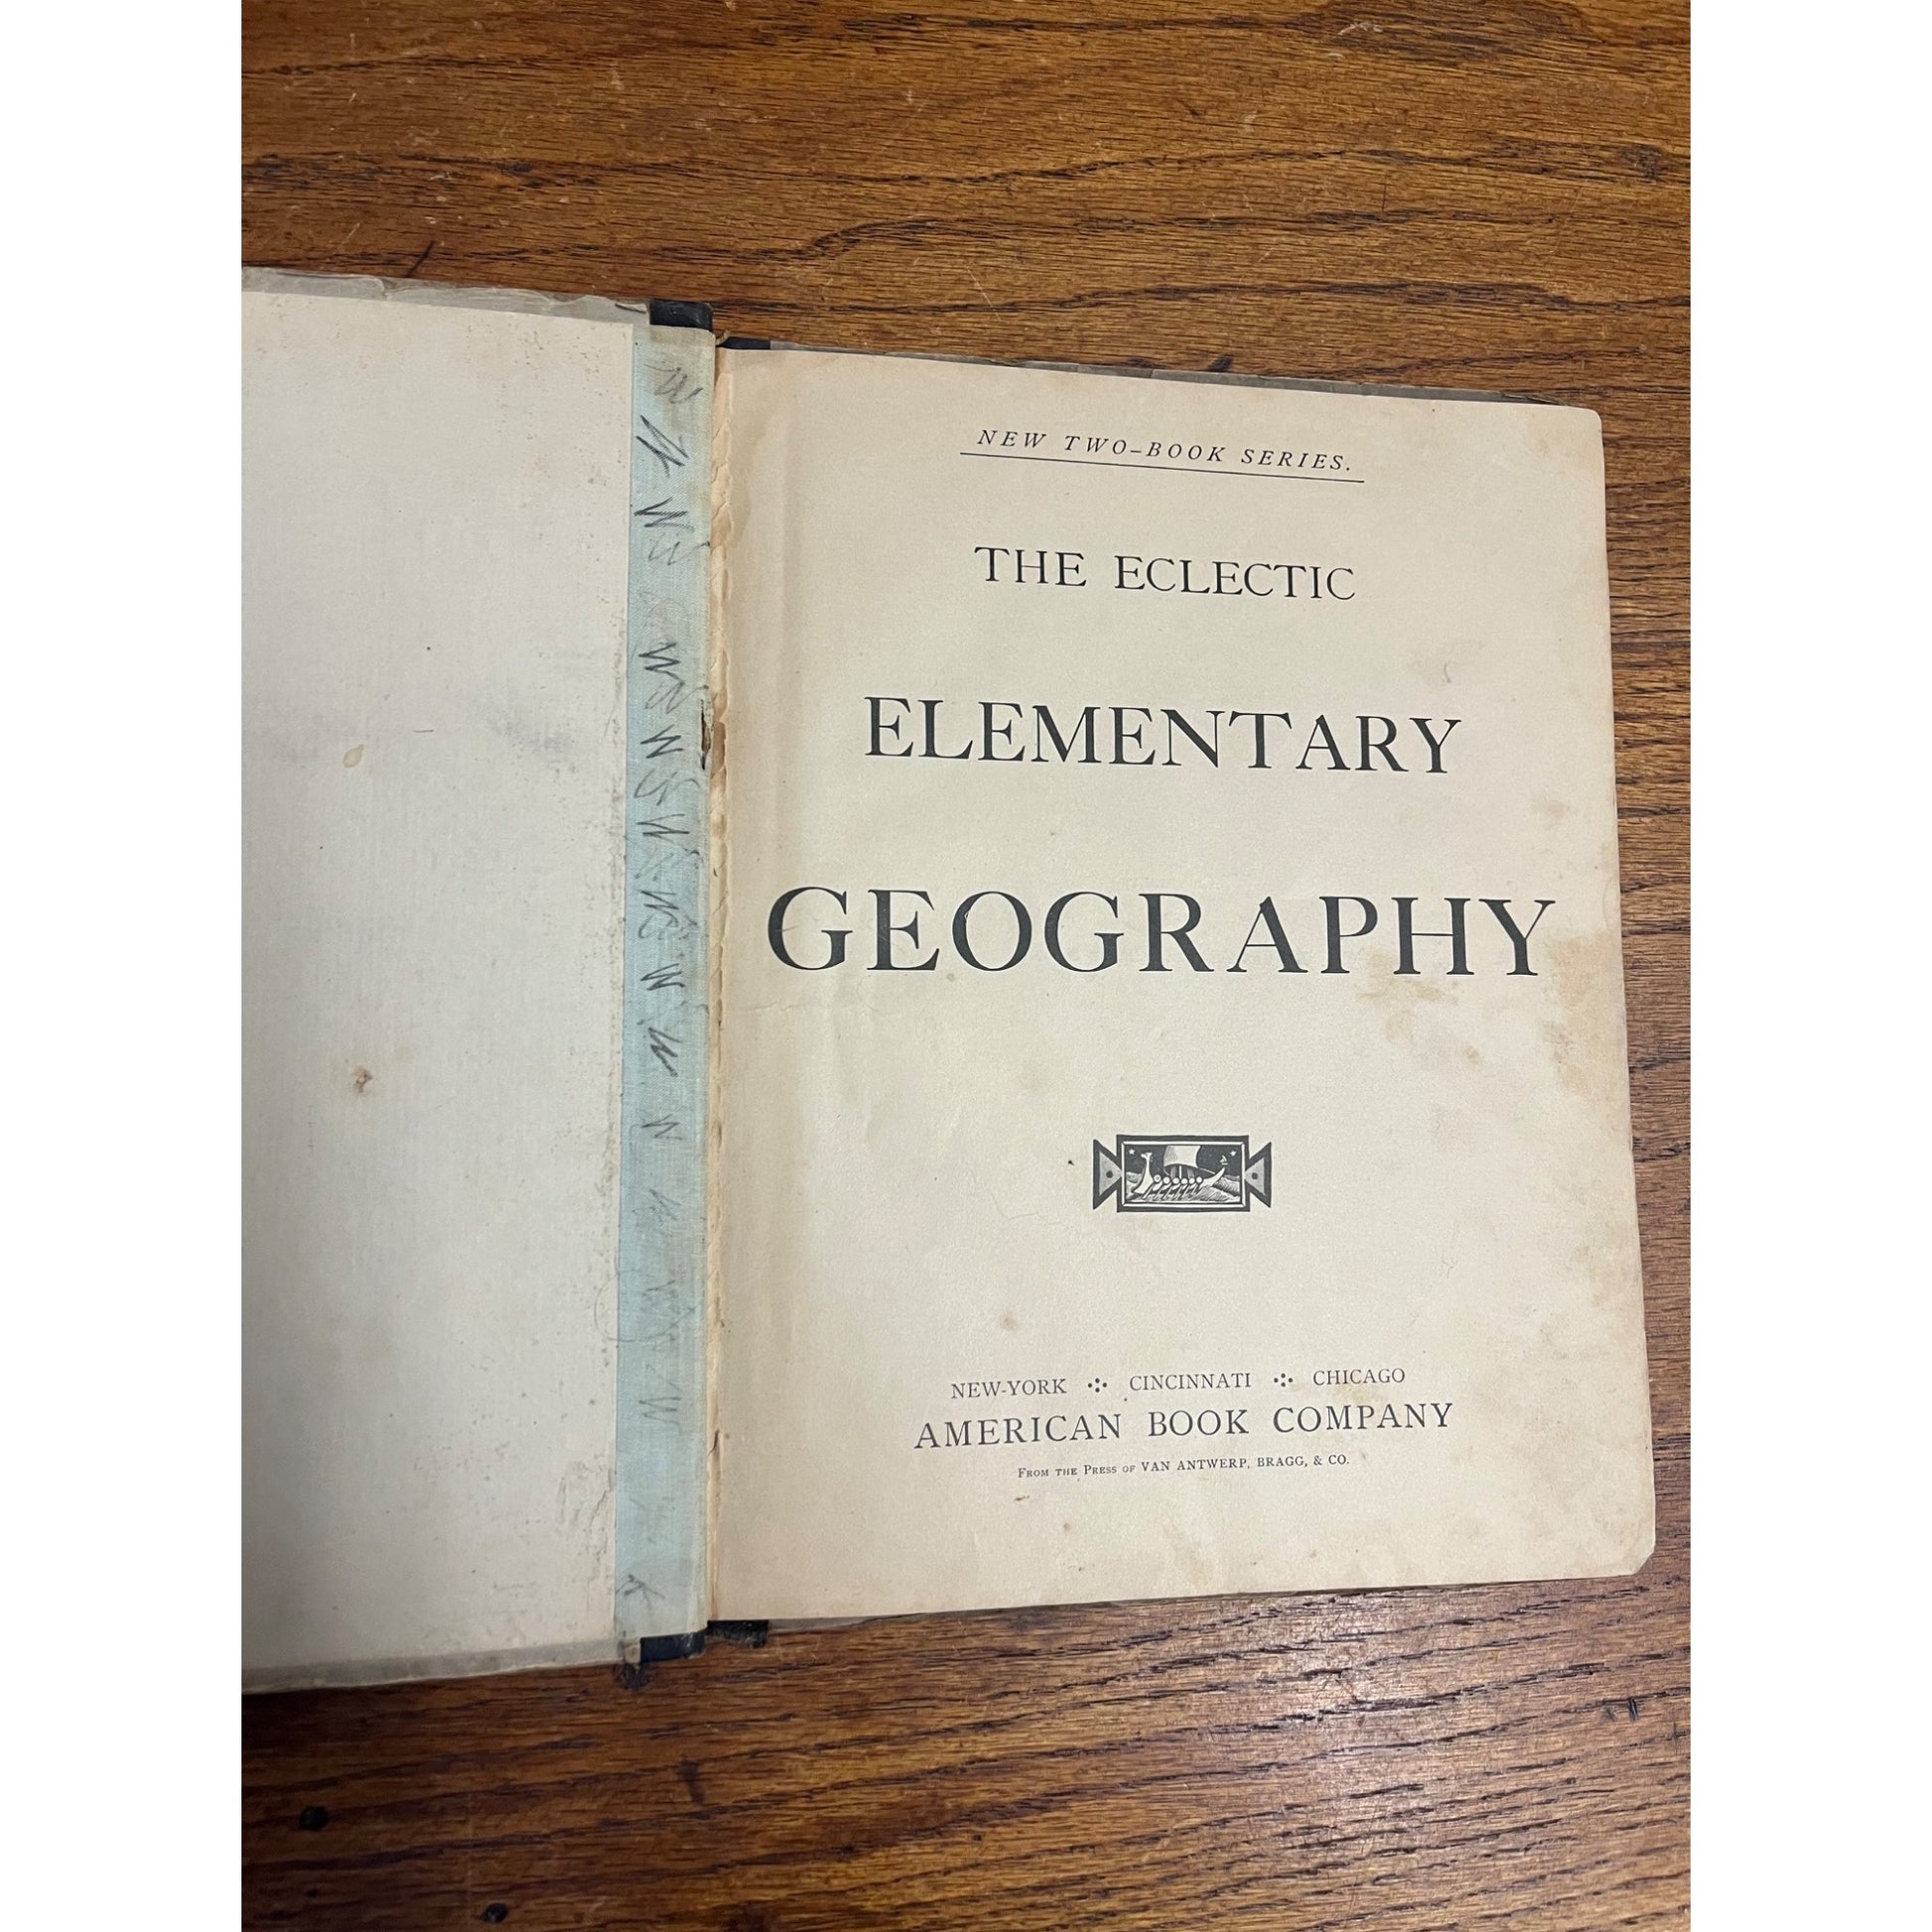 NEW TWO-BOOK SERIES.
THE ECLECTIC
ELEMENTARY
GEOGRAPHY
NEW-YORK CINCINNATI CHICAGO
AMERICAN BOOK COMPANY
FROM THE PRESS OF VAN ANTWERP, BRAGG, & CO.